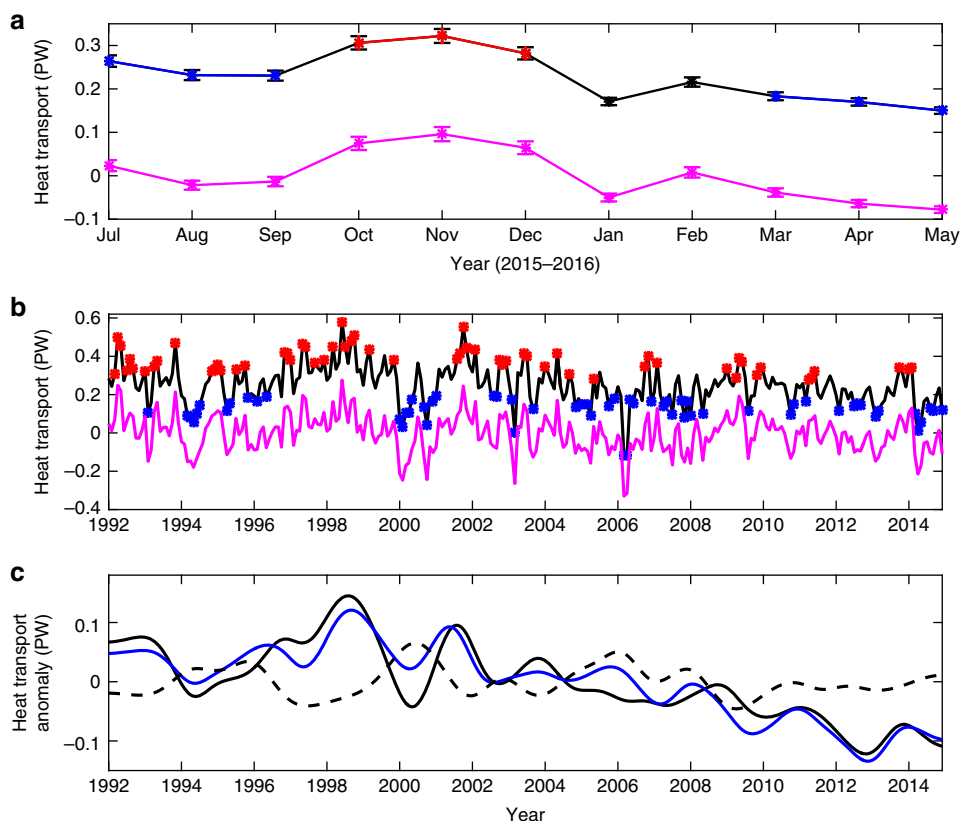 a
Heat transport (PW)
0.3
0.2
0.1
0
–0.1
Jul Aug Sep Oct Nov Dec Jan Feb Mar Apr May
Year (2015–2016)
b
Heat transport (PW)
0.6
0.4
0.2
0
–0.2
–0.4
1992 1994 1996 1998 2000 2002 2004 2006 2008 2010 2012 2014
c
Heat transport
anomaly (PW)
0.1
0
–0.1
1992 1994 1996 1998 2000 2002 2004 2006 2008 2010 2012 2014
Year